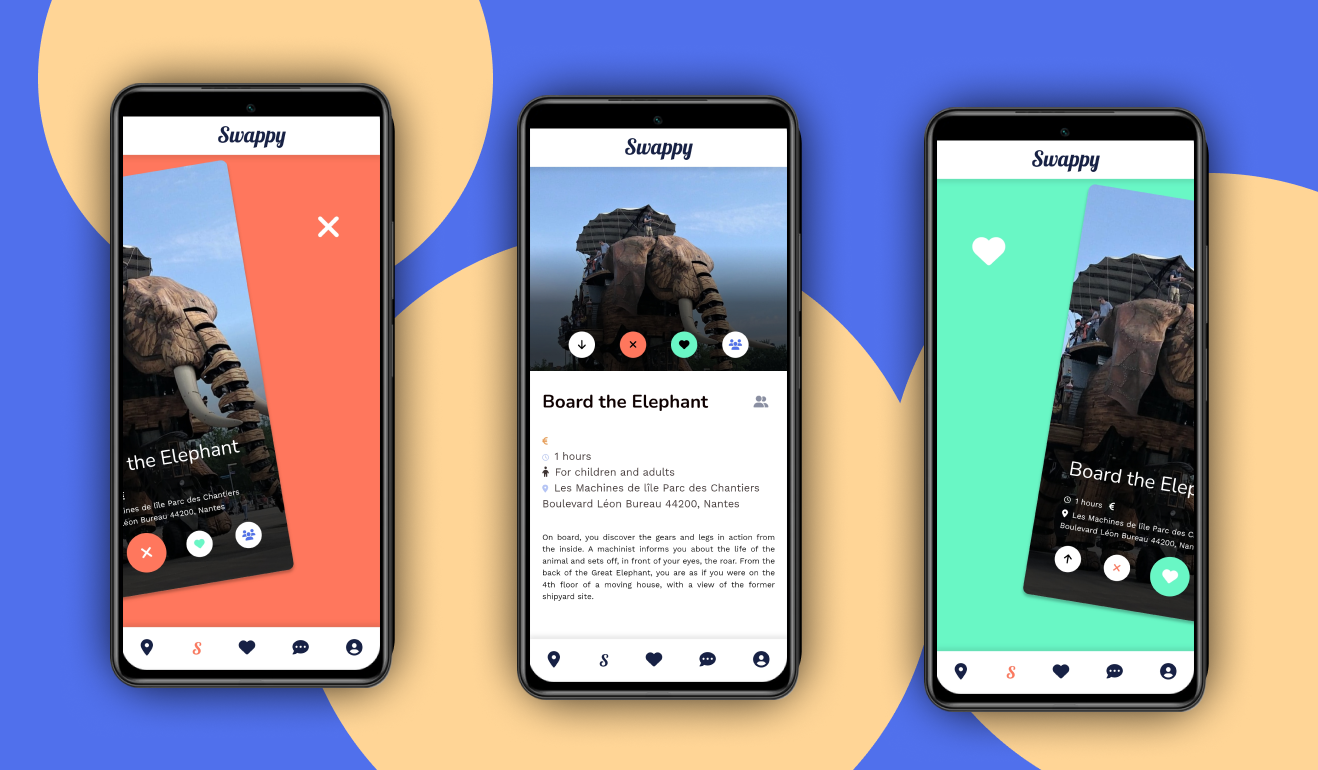 Swappy
the Elephant
€
ines de lîle Parc des Chantiers
éon Bureau 44200, Nantes
S
Swappy
Board the Elephant
€
1 hours
For children and adults
Les Machines de lîle Parc des Chantiers
Boulevard Léon Bureau 44200, Nantes
On board, you discover the gears and legs in action from
the inside. A machinist informs you about the life of the
animal and sets off, in front of your eyes, the roar. From the
back of the Great Elephant, you are as if you were on the
4th floor of a moving house, with a view of the former
shipyard site.
S
Swappy
Board the Elep
1 hours €
Les Machines de lîle Parc des C
Boulevard Léon Bureau 44200, Nan
S